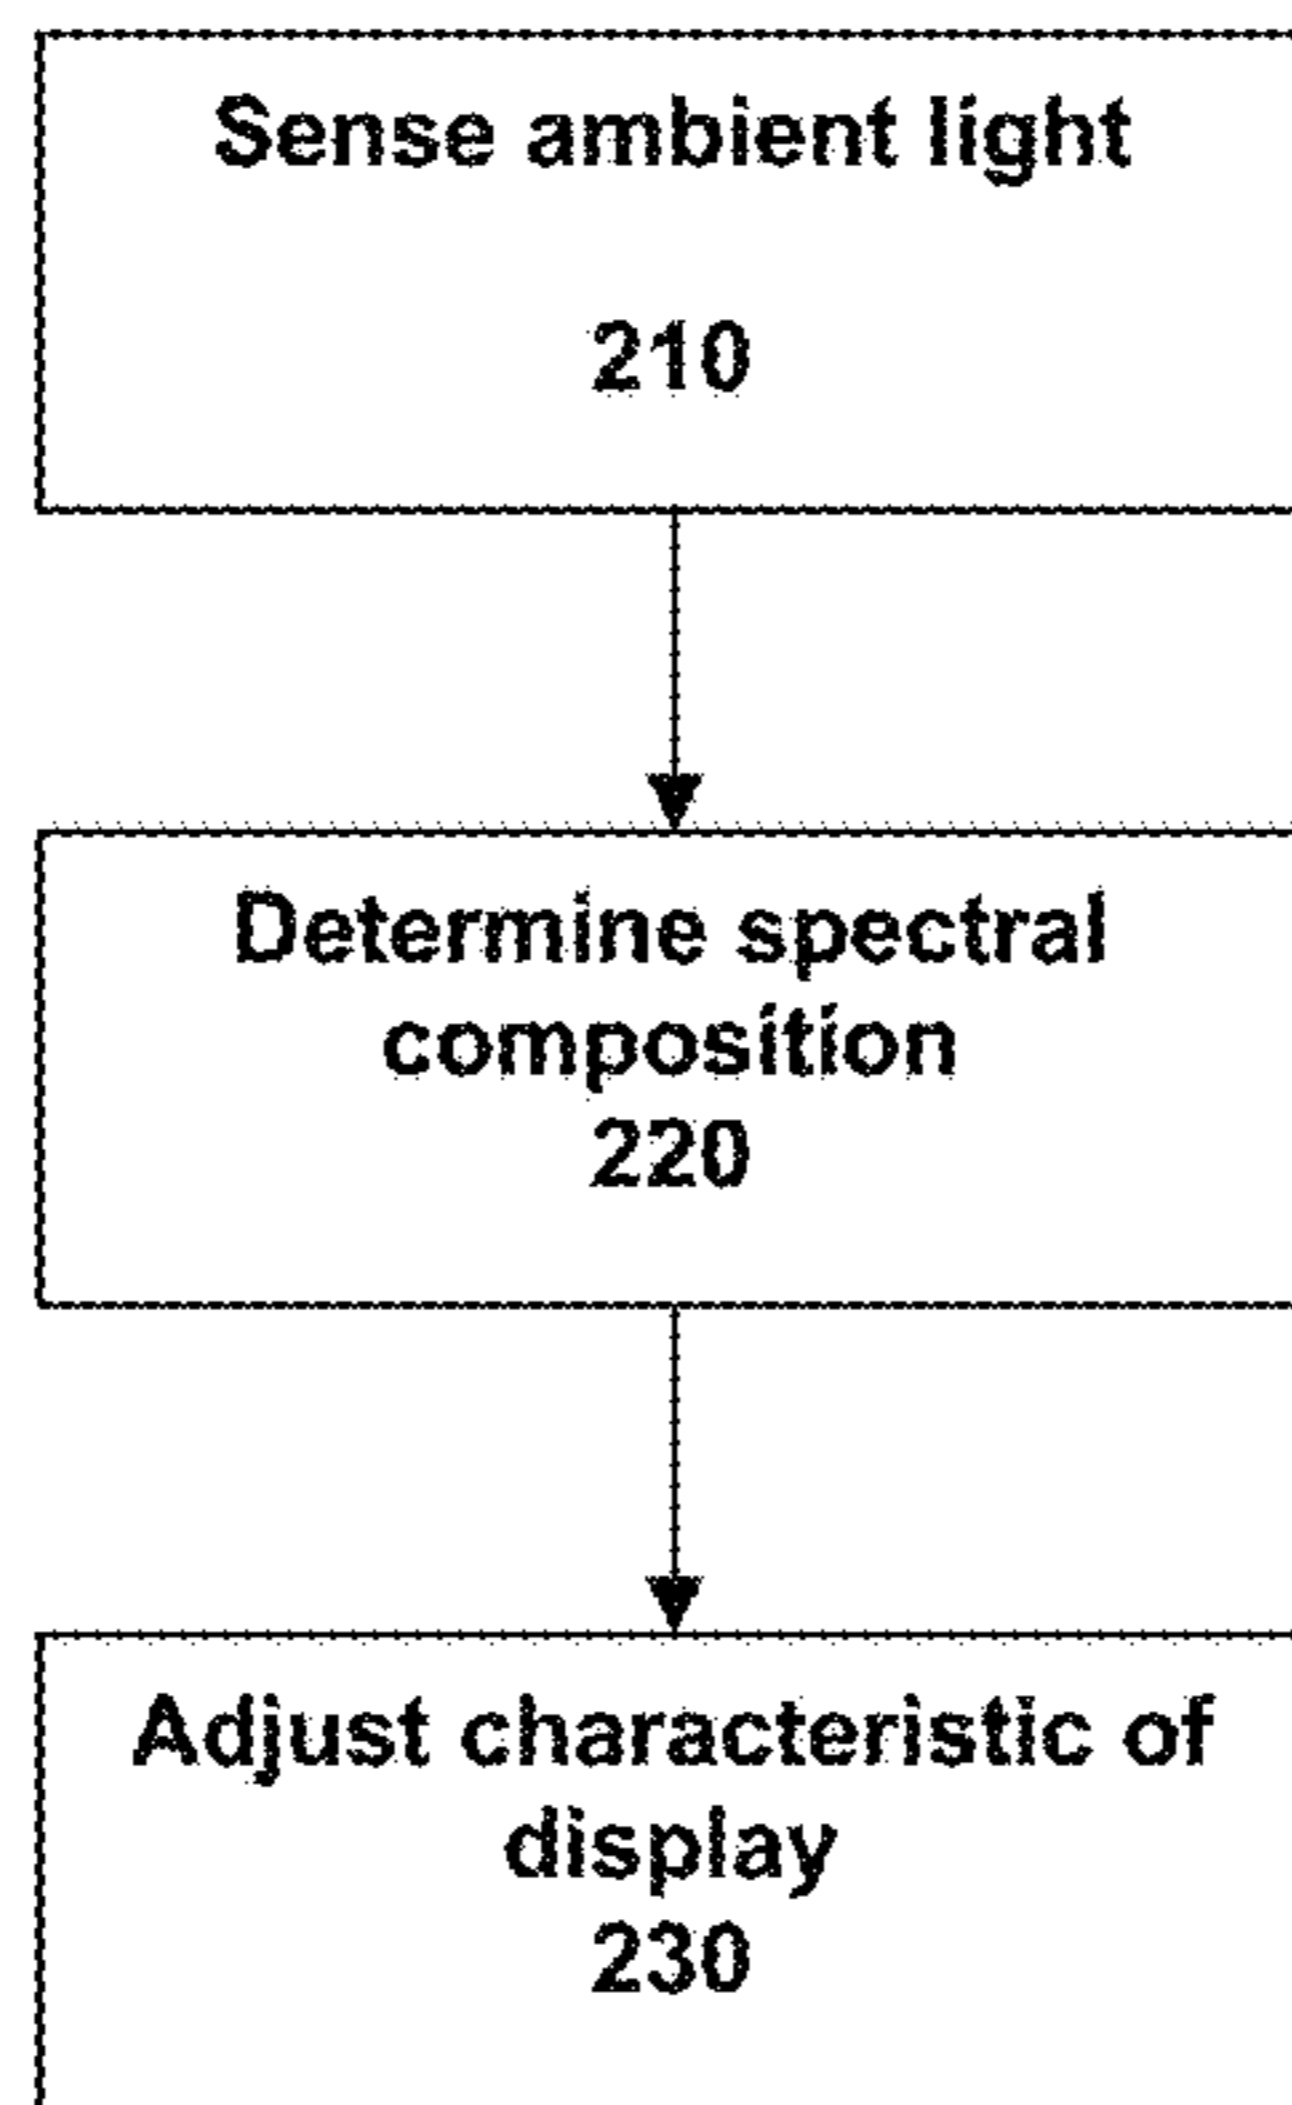 Sense ambient light
210
Determine spectral
composition
220
Adjust characteristic of
display
230